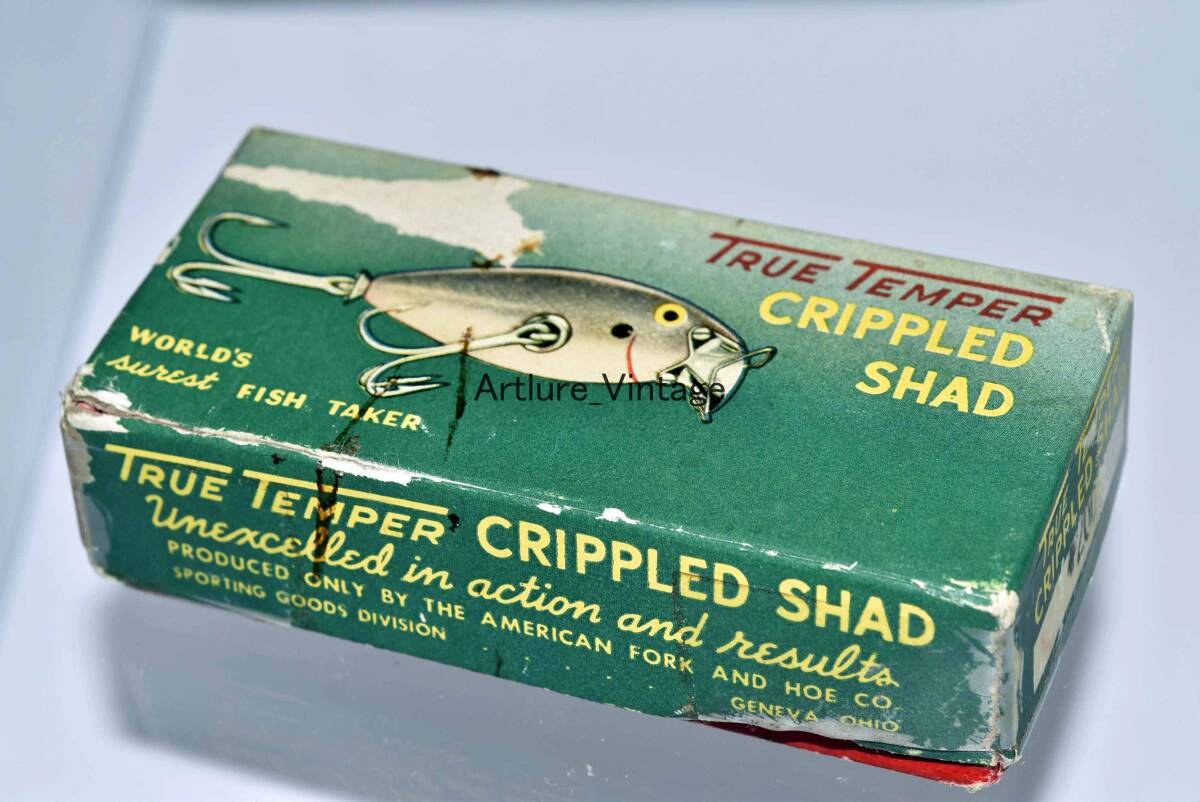 TRUE TEMPER
CRIPPLED
SHAD
WORLD'S
surest FISH TAKER
Artlure_Vintage
TRUE TEMPER CRIPPLED SHAD
Unexcelled in action and results
PRODUCED ONLY BY THE AMERICAN FORK AND HOE CO.
SPORTING GOODS DIVISION
GENEVA OHIO
TRUE
CRIPPLED